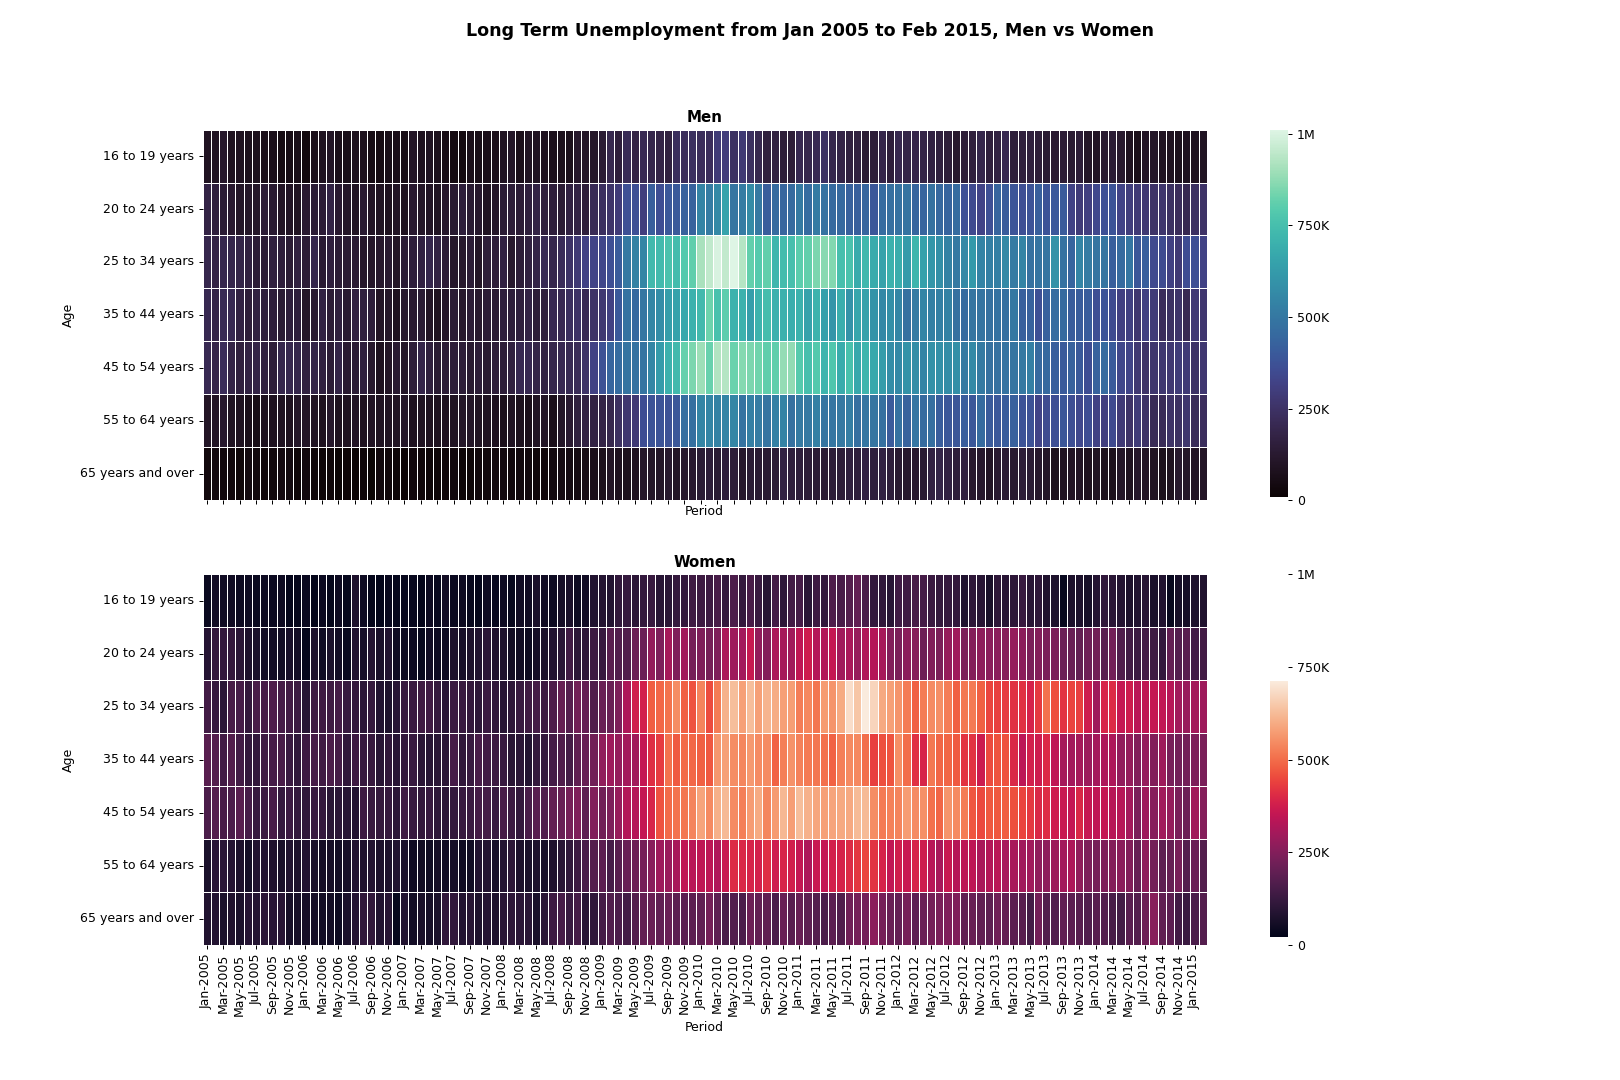 Long Term Unemployment from Jan 2005 to Feb 2015, Men vs Women
Men
16 to 19 years
20 to 24 years
25 to 34 years
35 to 44 years
45 to 54 years
55 to 64 years
65 years and over
Age
Period
1M
750K
500K
250K
0
Women
16 to 19 years
20 to 24 years
25 to 34 years
35 to 44 years
45 to 54 years
55 to 64 years
65 years and over
Age
Jan-2005
Mar-2005
May-2005
Jul-2005
Sep-2005
Nov-2005
Jan-2006
Mar-2006
May-2006
Jul-2006
Sep-2006
Nov-2006
Jan-2007
Mar-2007
May-2007
Jul-2007
Sep-2007
Nov-2007
Jan-2008
Mar-2008
May-2008
Jul-2008
Sep-2008
Nov-2008
Jan-2009
Mar-2009
May-2009
Jul-2009
Sep-2009
Nov-2009
Jan-2010
Mar-2010
May-2010
Jul-2010
Sep-2010
Nov-2010
Jan-2011
Mar-2011
May-2011
Jul-2011
Sep-2011
Nov-2011
Jan-2012
Mar-2012
May-2012
Jul-2012
Sep-2012
Nov-2012
Jan-2013
Mar-2013
May-2013
Jul-2013
Sep-2013
Nov-2013
Jan-2014
Mar-2014
May-2014
Jul-2014
Sep-2014
Nov-2014
Jan-2015
Period
1M
750K
500K
250K
0